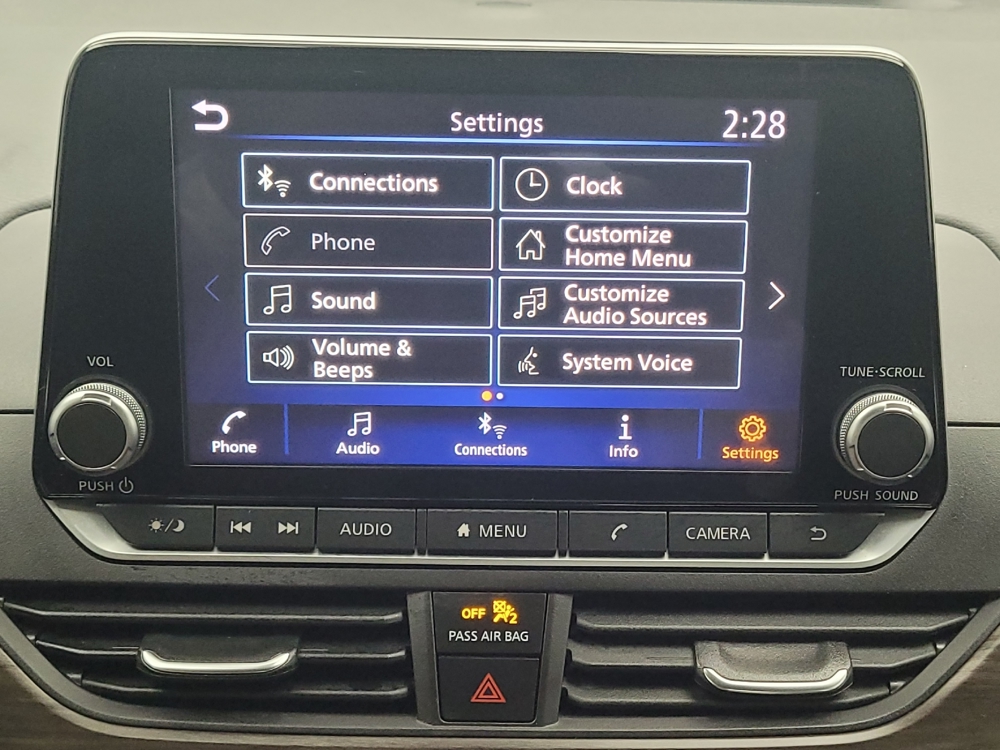 Settings
2:28
Connections
Clock
Phone
Customize
Home Menu
Sound
Customize
Audio Sources
Volume &
Beeps
System Voice
Phone
Audio
Connections
Info
Settings
VOL
PUSH
TUNE·SCROLL
PUSH SOUND
AUDIO
MENU
CAMERA
OFF
2
PASS AIR BAG